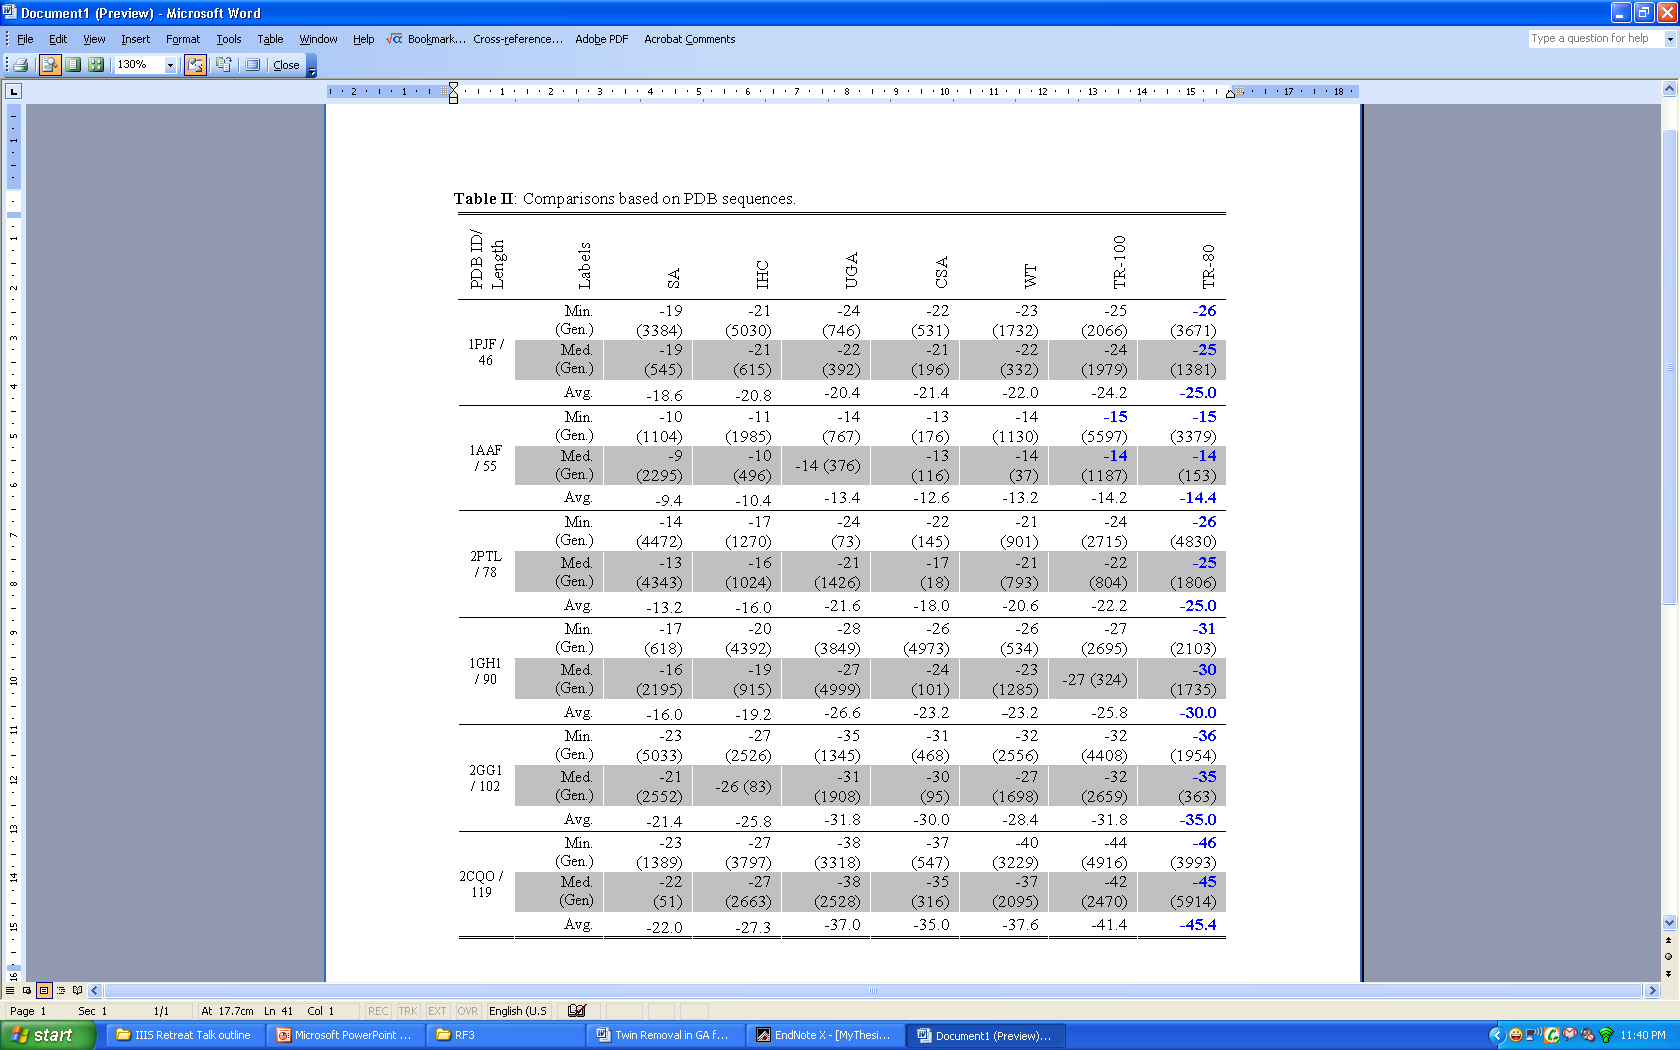 Document1 (Preview) - Microsoft Word
File Edit View Insert Format Tools Table Window Help Bookmark... Cross-reference... Adobe PDF Acrobat Comments Type a question for help
130% Close
2 1 1 2 3 4 5 6 7 8 9 10 11 12 13 14 15 17 18
Table II: Comparisons based on PDB sequences.
PDB ID/ Length Labels SA IHC UGA CSA WT TR-100 TR-80
Min. -19 -21 -24 -22 -23 -25 -26
(Gen.) (3384) (5030) (746) (531) (1732) (2066) (3671)
1PJF / 46
Med. -19 -21 -22 -21 -22 -24 -25
(Gen.) (545) (615) (392) (196) (332) (1979) (1381)
Avg. -18.6 -20.8 -20.4 -21.4 -22.0 -24.2 -25.0
Min. -10 -11 -14 -13 -14 -15 -15
(Gen.) (1104) (1985) (767) (176) (1130) (5597) (3379)
1AAF / 55
Med. -9 -10 -14 (376) -13 -14 -14 -14
(Gen.) (2295) (496) (116) (37) (1187) (153)
Avg. -9.4 -10.4 -13.4 -12.6 -13.2 -14.2 -14.4
Min. -14 -17 -24 -22 -21 -24 -26
(Gen.) (4472) (1270) (73) (145) (901) (2715) (4830)
2PTL / 78
Med. -13 -16 -21 -17 -21 -22 -25
(Gen.) (4343) (1024) (1426) (18) (793) (804) (1806)
Avg. -13.2 -16.0 -21.6 -18.0 -20.6 -22.2 -25.0
Min. -17 -20 -28 -26 -26 -27 -31
(Gen.) (618) (4392) (3849) (4973) (534) (2695) (2103)
1GH1 / 90
Med. -16 -19 -27 -24 -23 -27 (324) -30
(Gen.) (2195) (915) (4999) (101) (1285) (1735)
Avg. -16.0 -19.2 -26.6 -23.2 -23.2 -25.8 -30.0
Min. -23 -27 -35 -31 -32 -32 -36
(Gen.) (5033) (2526) (1345) (468) (2556) (4408) (1954)
2GG1 / 102
Med. -21 -26 (83) -31 -30 -27 -32 -35
(Gen.) (2552) (1908) (95) (1698) (2659) (363)
Avg. -21.4 -25.8 -31.8 -30.0 -28.4 -31.8 -35.0
Min. -23 -27 -38 -37 -40 -44 -46
(Gen.) (1389) (3797) (3318) (547) (3229) (4916) (3993)
2CQO / 119
Med. -22 -27 -38 -35 -37 -42 -45
(Gen) (51) (2663) (2528) (316) (2095) (2470) (5914)
Avg. -22.0 -27.3 -37.0 -35.0 -37.6 -41.4 -45.4
Page 1 Sec 1 1/1 At 17.7cm Ln 41 Col 1 REC TRK EXT OVR English (U.S
start IIIS Retreat Talk outline Microsoft PowerPoint ... RF3 Twin Removal in GA f... EndNote X - [MyThesi... Document1 (Preview)... 11:40 PM